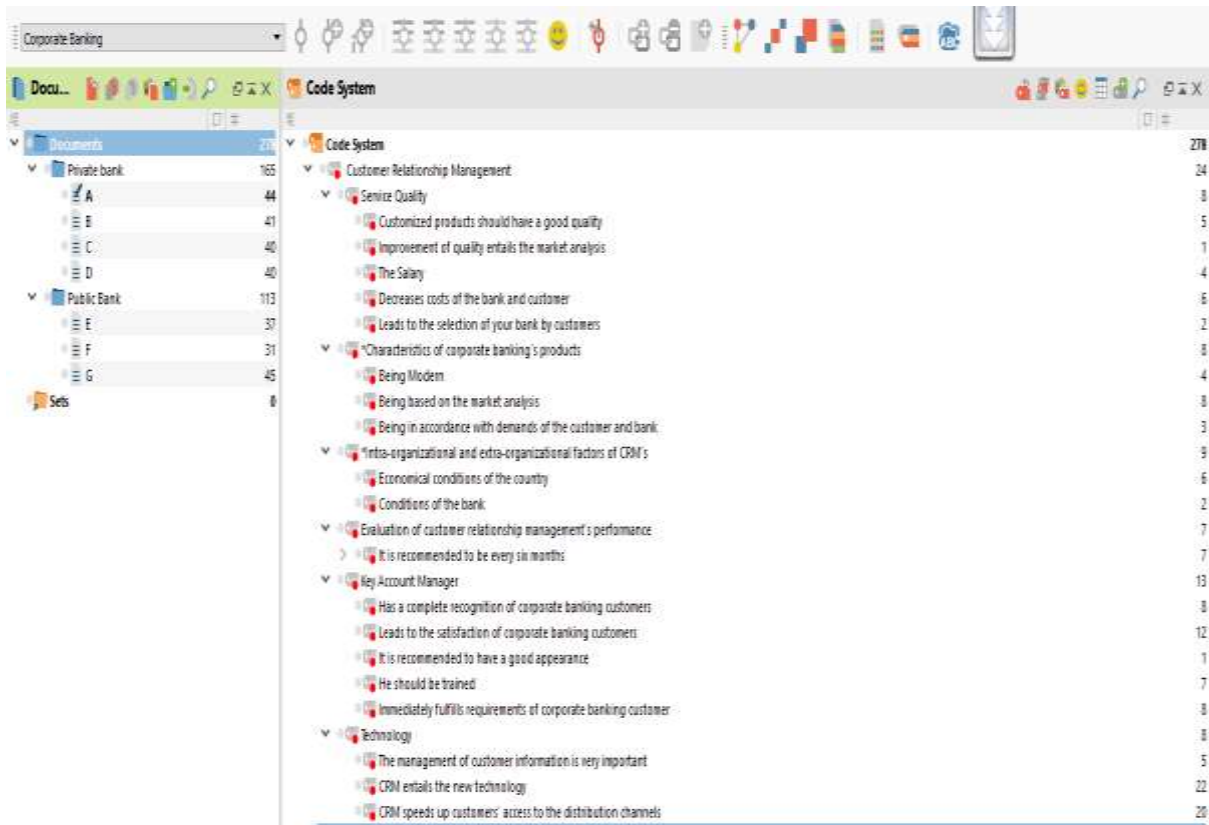 Corporate Banking
Docu...
Code System
Documents 278
Private bank 165
A 44
B 41
C 40
D 40
Public Bank 113
E 37
F 31
G 45
Sets 0
Code System 278
Customer Relationship Management 24
Service Quality 8
Customized products should have a good quality 5
Improvement of quality entails the market analysis 1
The Salary 4
Decreases costs of the bank and customer 6
Leads to the selection of your bank by customers 2
*Characteristics of corporate banking's products 8
Being Modern 4
Being based on the market analysis 8
Being in accordance with demands of the customer and bank 3
*Intra-organizational and extra-organizational factors of CRM's 9
Economical conditions of the country 6
Conditions of the bank 2
Evaluation of customer relationship management's performance 7
It is recommended to be every six months 7
Key Account Manager 13
Has a complete recognition of corporate banking customers 8
Leads to the satisfaction of corporate banking customers 12
It is recommended to have a good appearance 1
He should be trained 7
Immediately fulfills requirements of corporate banking customer 8
Technology 8
The management of customer information is very important 5
CRM entails the new technology 22
CRM speeds up customers' access to the distribution channels 20